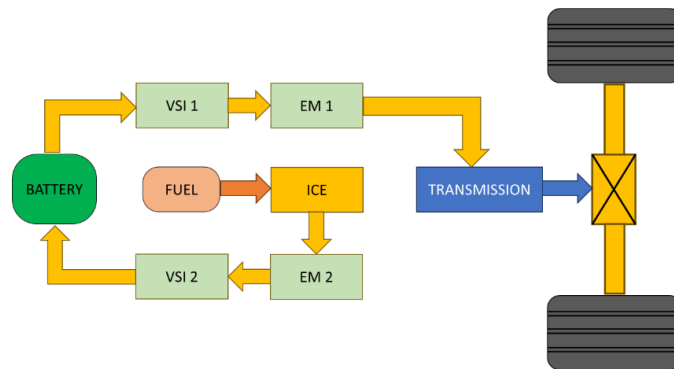 VSI 1
EM 1
BATTERY
FUEL
ICE
TRANSMISSION
VSI 2
EM 2